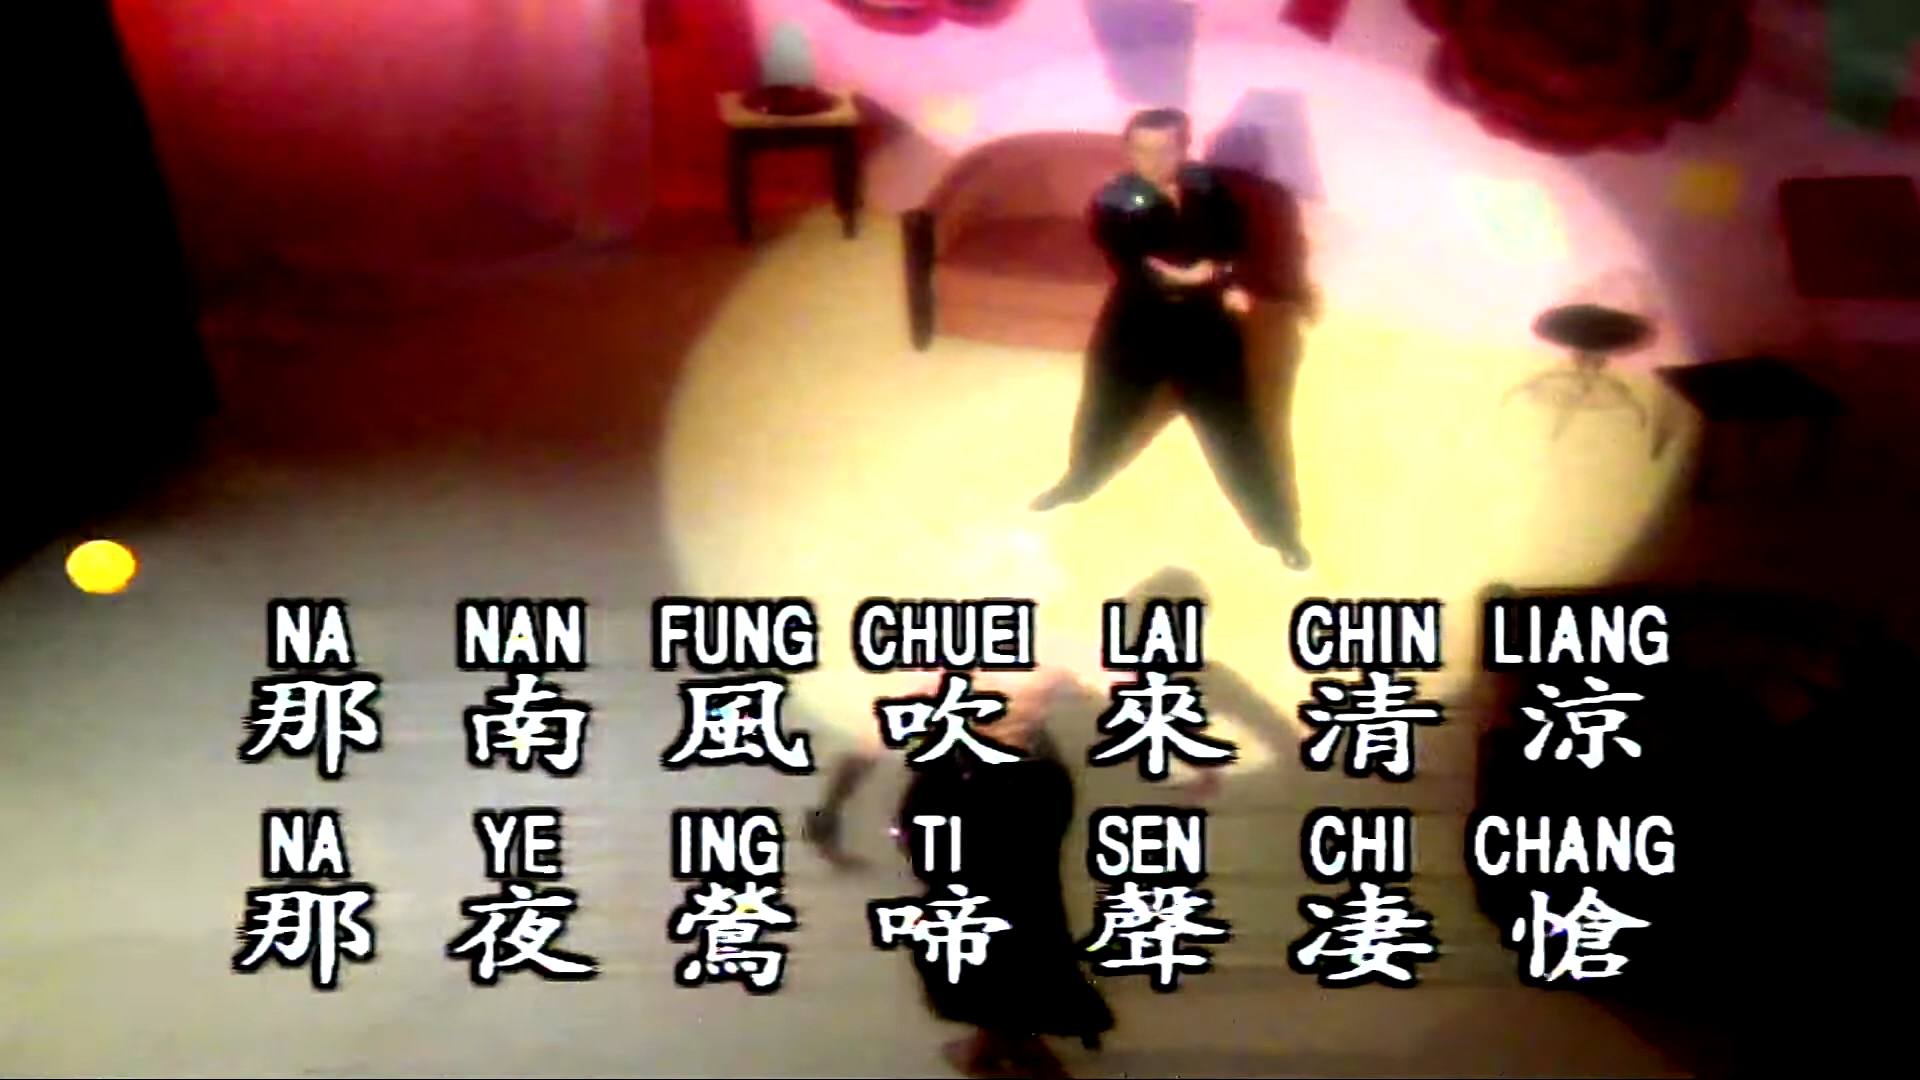 NA NAN FUNG CHUEI LAI CHIN LIANG
那 南 風 吹 來 清 涼
NA YE ING TI SEN CHI CHANG
那 夜 鶯 啼 聲 淒 愴